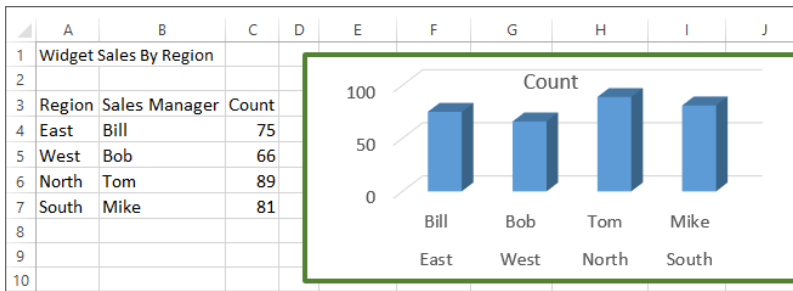 A B C D E F G H I J
1 Widget Sales By Region
2
3 Region Sales Manager Count
4 East Bill 75
5 West Bob 66
6 North Tom 89
7 South Mike 81
8
9
10
Count
100
50
0
Bill Bob Tom Mike
East West North South